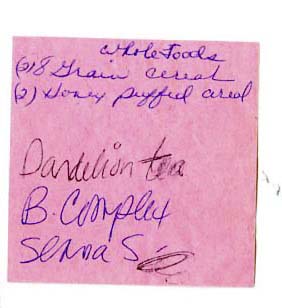 Whole Foods
(2) 8 Grain cereal
(2) Honey puffed cereal
Dandelion tea
B. Complex
Senna S.